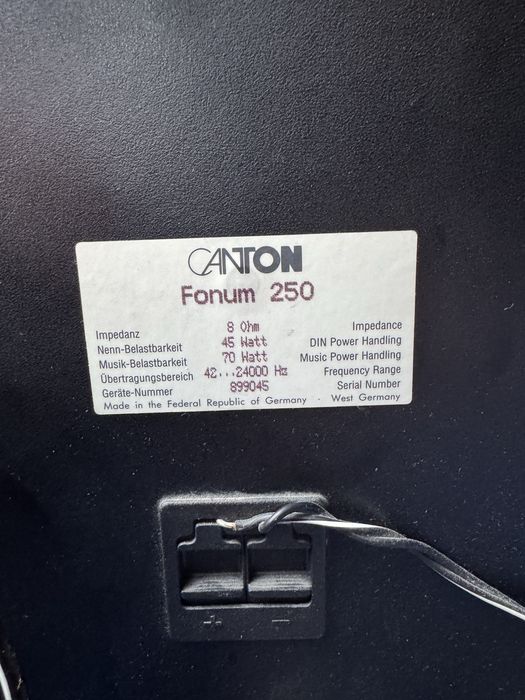 CANTON
Fonum 250
Impedanz 8 Ohm Impedance
Nenn-Belastbarkeit 45 Watt DIN Power Handling
Musik-Belastbarkeit 70 Watt Music Power Handling
Übertragungsbereich 42...24000 Hz Frequency Range
Geräte-Nummer 899045 Serial Number
Made in the Federal Republic of Germany · West Germany
+ −